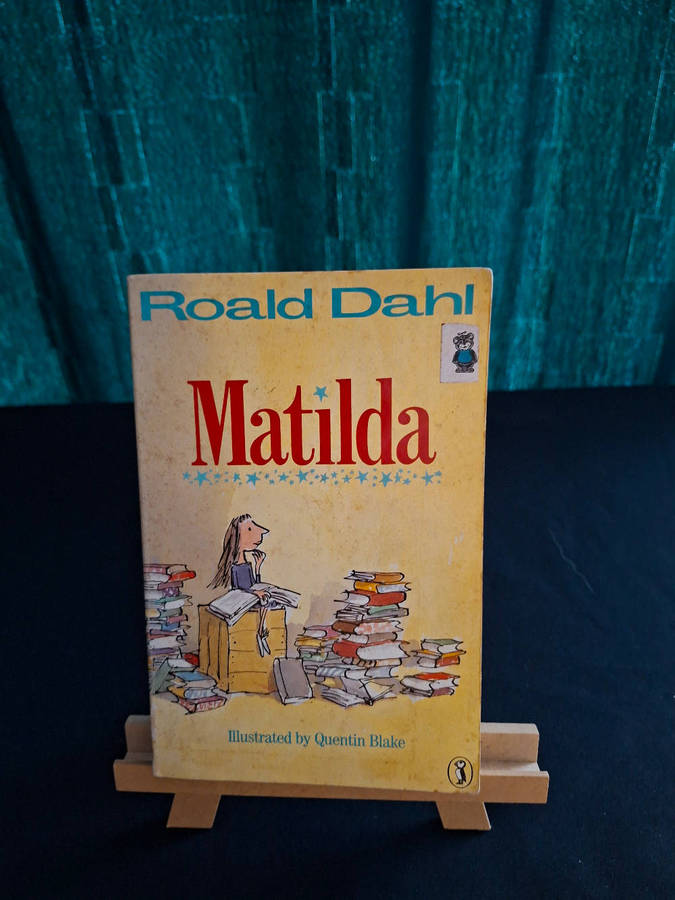 Roald Dahl
Matilda
Illustrated by Quentin Blake